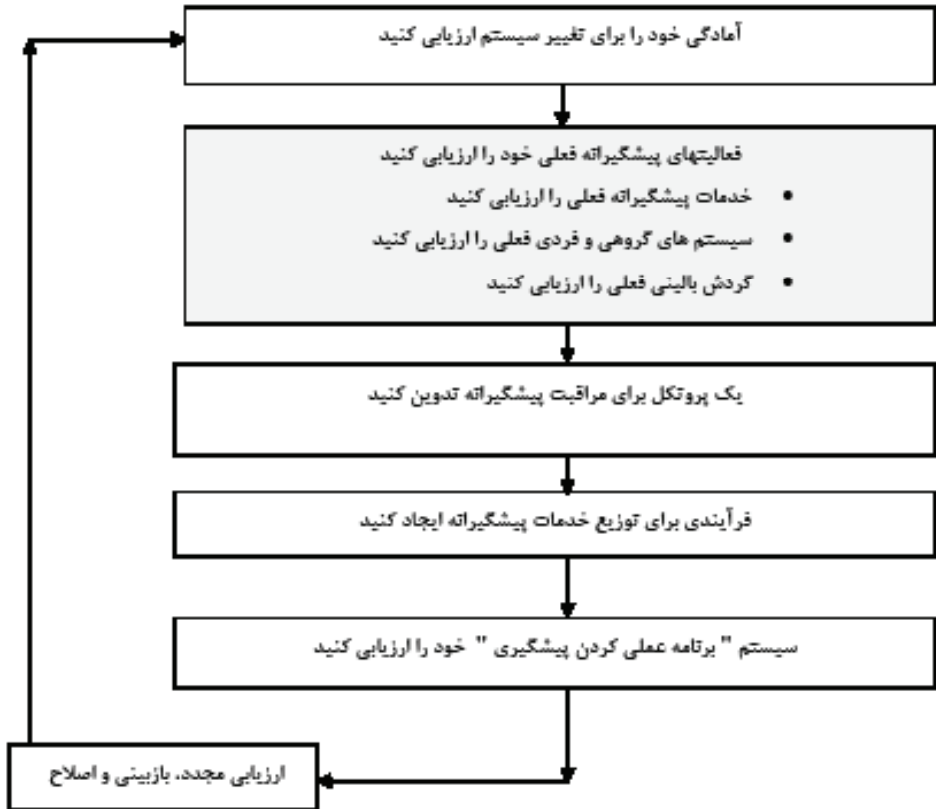 آمادگی خود را برای تغییر سیستم ارزیابی کنید
فعالیتهای پیشگیرانه فعلی خود را ارزیابی کنید
• خدمات پیشگیرانه فعلی را ارزیابی کنید
• سیستم های گروهی و فردی فعلی را ارزیابی کنید
• گردش بالینی فعلی را ارزیابی کنید
یک پروتکل برای مراقبت پیشگیرانه تدوین کنید
فرآیندی برای توزیع خدمات پیشگیرانه ایجاد کنید
سیستم " برنامه عملی کردن پیشگیری " خود را ارزیابی کنید
ارزیابی مجدد، بازبینی و اصلاح